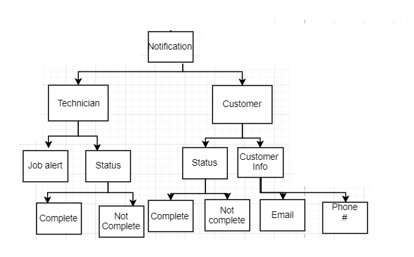 Notification
Technician
Customer
Job alert
Status
Status
Customer
Info
Complete
Not
Complete
Complete
Not
complete
Email
Phone
#